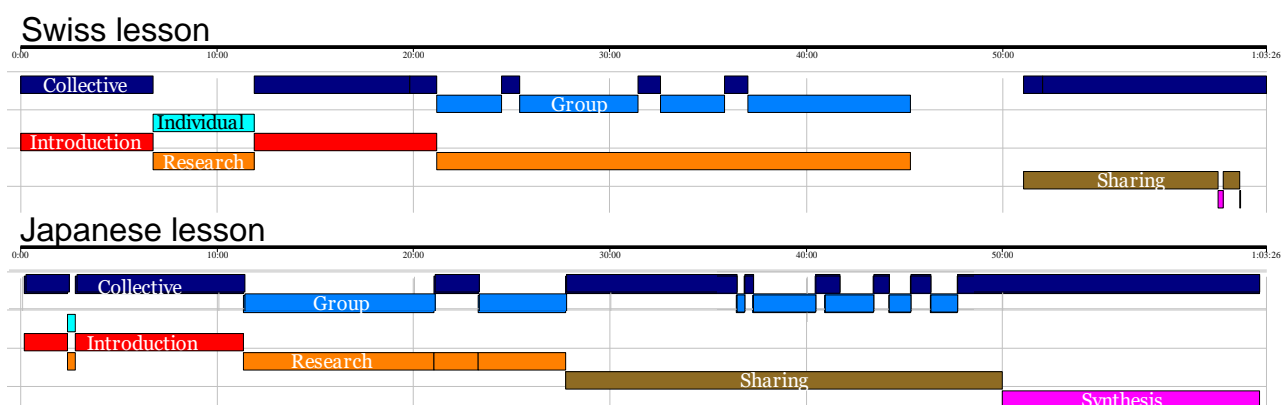 Swiss lesson
0:00 10:00 20:00 30:00 40:00 50:00 1:03:26
Collective
Group
Individual
Introduction
Research
Sharing
Japanese lesson
0:00 10:00 20:00 30:00 40:00 50:00 1:03:26
Collective
Group
Introduction
Research
Sharing
Synthesis